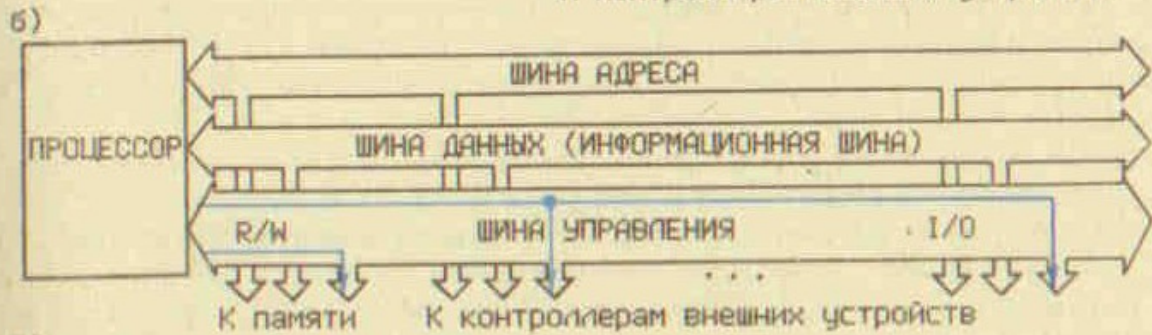 б)
ШИНА АДРЕСА
ПРОЦЕССОР
ШИНА ДАННЫХ (ИНФОРМАЦИОННАЯ ШИНА)
R/W ШИНА УПРАВЛЕНИЯ I/O
...
К памяти К контроллерам внешних устройств